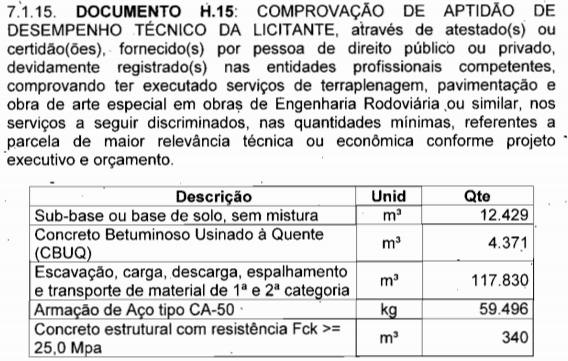 7.1.15. DOCUMENTO H.15: COMPROVAÇÃO DE APTIDÃO DE
DESEMPENHO TÉCNICO DA LICITANTE, através de atestado(s) ou
certidão(ões), fornecido(s) por pessoa de direito público ou privado,
devidamente registrado(s) nas entidades profissionais competentes,
comprovando ter executado serviços de terraplenagem, pavimentação e
obra de arte especial em obras de Engenharia Rodoviária ou similar, nos
serviços a seguir discriminados, nas quantidades mínimas, referentes a
parcela de maior relevância técnica ou econômica conforme projeto
executivo e orçamento.
Descrição Unid Qte
Sub-base ou base de solo, sem mistura m³ 12.429
Concreto Betuminoso Usinado à Quente
(CBUQ) m³ 4.371
Escavação, carga, descarga, espalhamento
e transporte de material de 1ª e 2ª categoria m³ 117.830
Armação de Aço tipo CA-50 kg 59.496
Concreto estrutural com resistência Fck >=
25,0 Mpa m³ 340